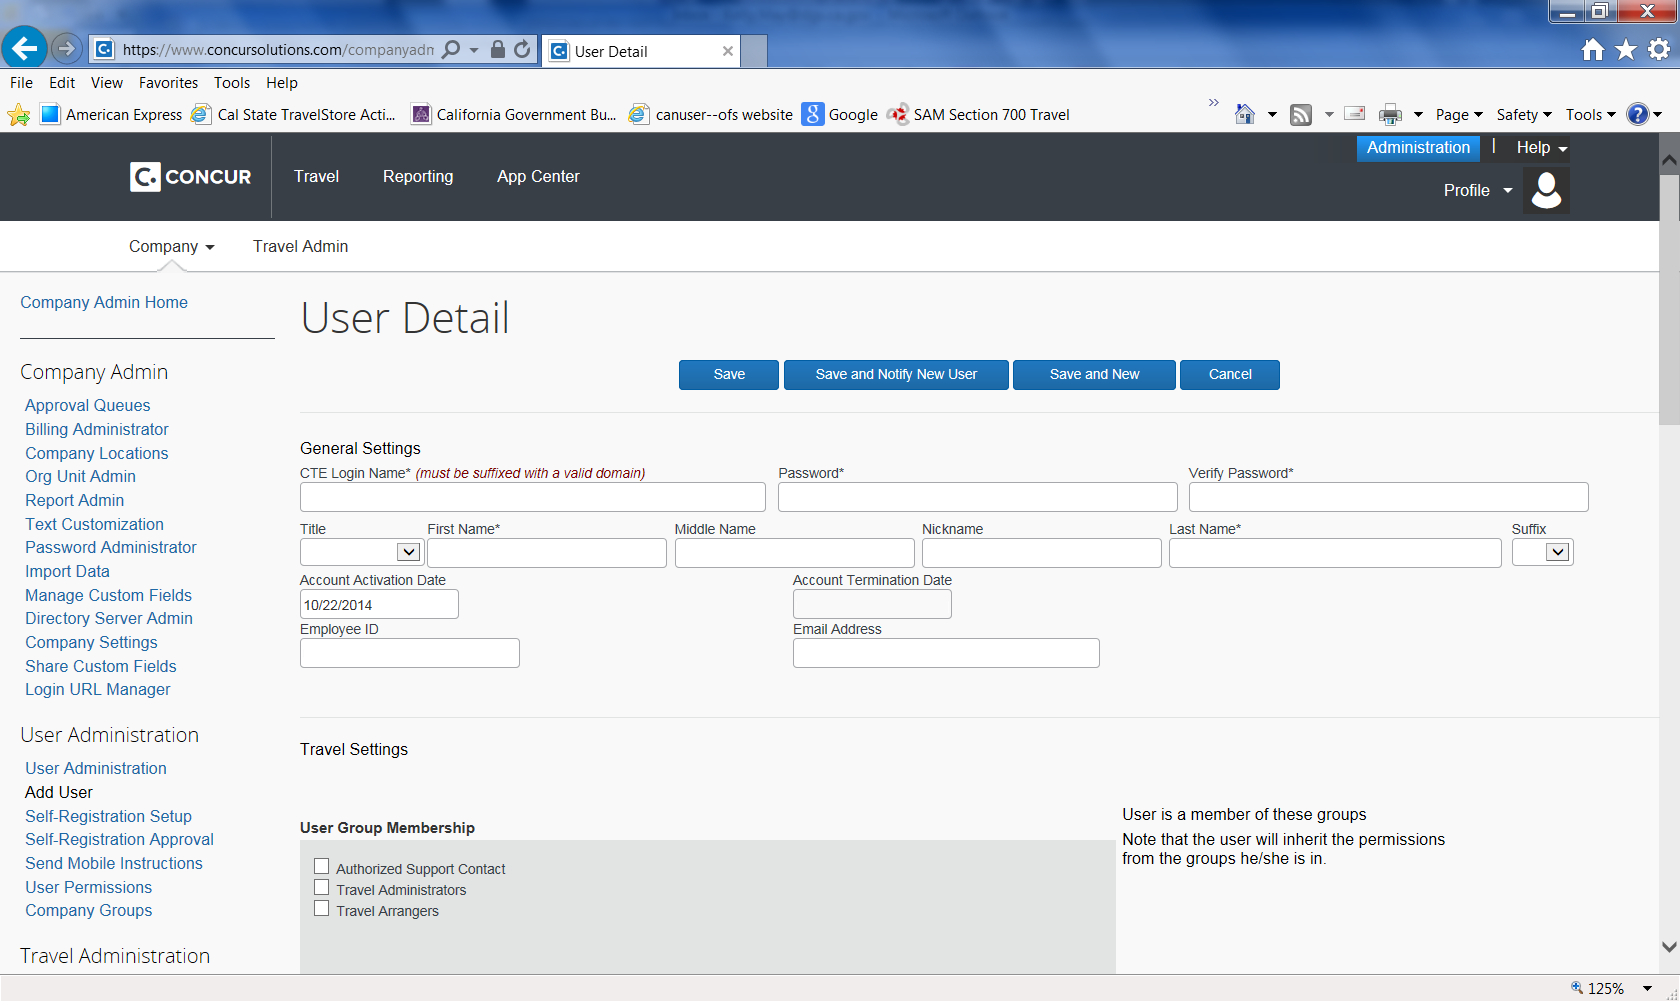 https://www.concursolutions.com/companyadn
User Detail
File Edit View Favorites Tools Help
American Express Cal State TravelStore Acti... California Government Bu... canuser--ofs website Google SAM Section 700 Travel
Page Safety Tools
Administration | Help
CONCUR Travel Reporting App Center
Profile
Company Travel Admin
Company Admin Home
User Detail
Save Save and Notify New User Save and New Cancel
Company Admin
Approval Queues
Billing Administrator
Company Locations
Org Unit Admin
Report Admin
Text Customization
Password Administrator
Import Data
Manage Custom Fields
Directory Server Admin
Company Settings
Share Custom Fields
Login URL Manager
User Administration
User Administration
Add User
Self-Registration Setup
Self-Registration Approval
Send Mobile Instructions
User Permissions
Company Groups
Travel Administration
General Settings
CTE Login Name* (must be suffixed with a valid domain) Password* Verify Password*
Title First Name* Middle Name Nickname Last Name* Suffix
Account Activation Date Account Termination Date
10/22/2014
Employee ID Email Address
Travel Settings
User Group Membership
Authorized Support Contact
Travel Administrators
Travel Arrangers
User is a member of these groups
Note that the user will inherit the permissions
from the groups he/she is in.
125%